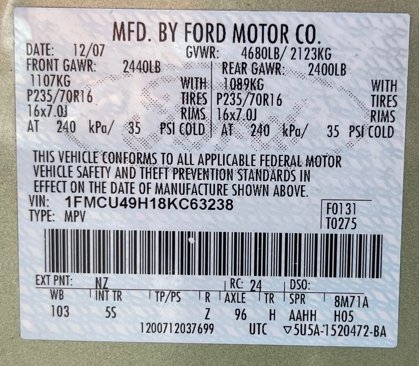 MFD. BY FORD MOTOR CO.
DATE: 12/07 GVWR: 4680LB/ 2123KG
FRONT GAWR: 2440LB REAR GAWR: 2400LB
1107KG WITH 1089KG WITH
P235/70R16 TIRES P235/70R16 TIRES
16x7.0J RIMS 16x7.0J RIMS
AT 240 kPa/ 35 PSI COLD AT 240 kPa/ 35 PSI COLD
THIS VEHICLE CONFORMS TO ALL APPLICABLE FEDERAL MOTOR
VEHICLE SAFETY AND THEFT PREVENTION STANDARDS IN
EFFECT ON THE DATE OF MANUFACTURE SHOWN ABOVE.
VIN: 1FMCU49H18KC63238 F0131
TYPE: MPV T0275
EXT PNT: NZ RC: 24 DSO:
WB INT TR TP/PS R AXLE TR SPR 8M71A
103 5S Z 96 H AAHH H05
1200712037699 UTC ▽5U5A-1520472-BA